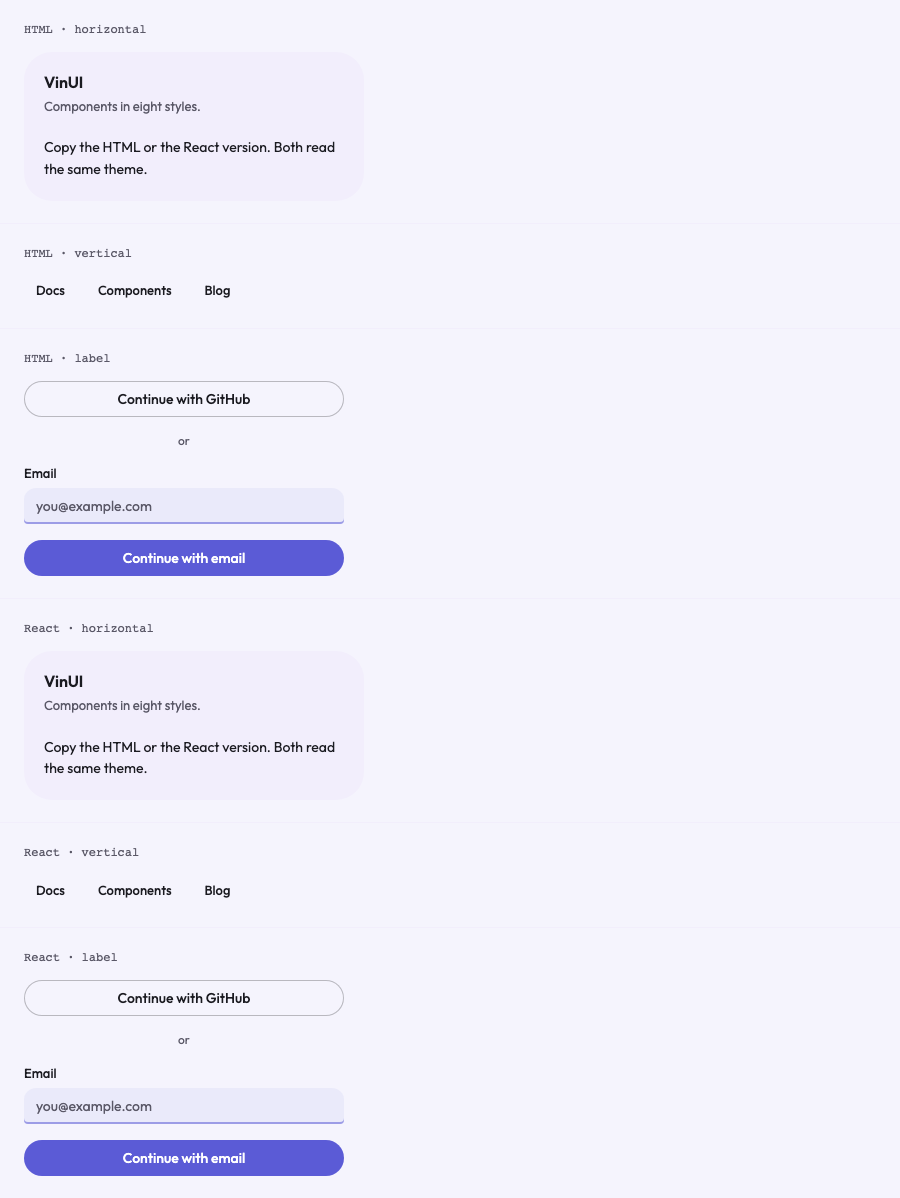 HTML • horizontal
VinUI
Components in eight styles.
Copy the HTML or the React version. Both read
the same theme.
HTML • vertical
Docs Components Blog
HTML • label
Continue with GitHub
or
Email
you@example.com
Continue with email
React • horizontal
VinUI
Components in eight styles.
Copy the HTML or the React version. Both read
the same theme.
React • vertical
Docs Components Blog
React • label
Continue with GitHub
or
Email
you@example.com
Continue with email